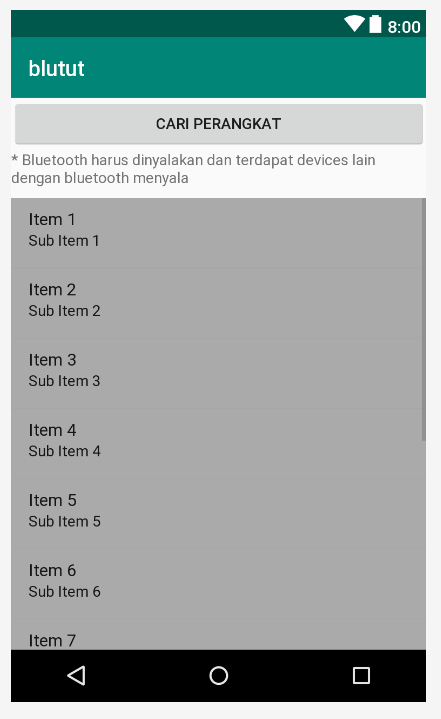 8:00
blutut
CARI PERANGKAT
* Bluetooth harus dinyalakan dan terdapat devices lain
dengan bluetooth menyala
Item 1
Sub Item 1
Item 2
Sub Item 2
Item 3
Sub Item 3
Item 4
Sub Item 4
Item 5
Sub Item 5
Item 6
Sub Item 6
Item 7